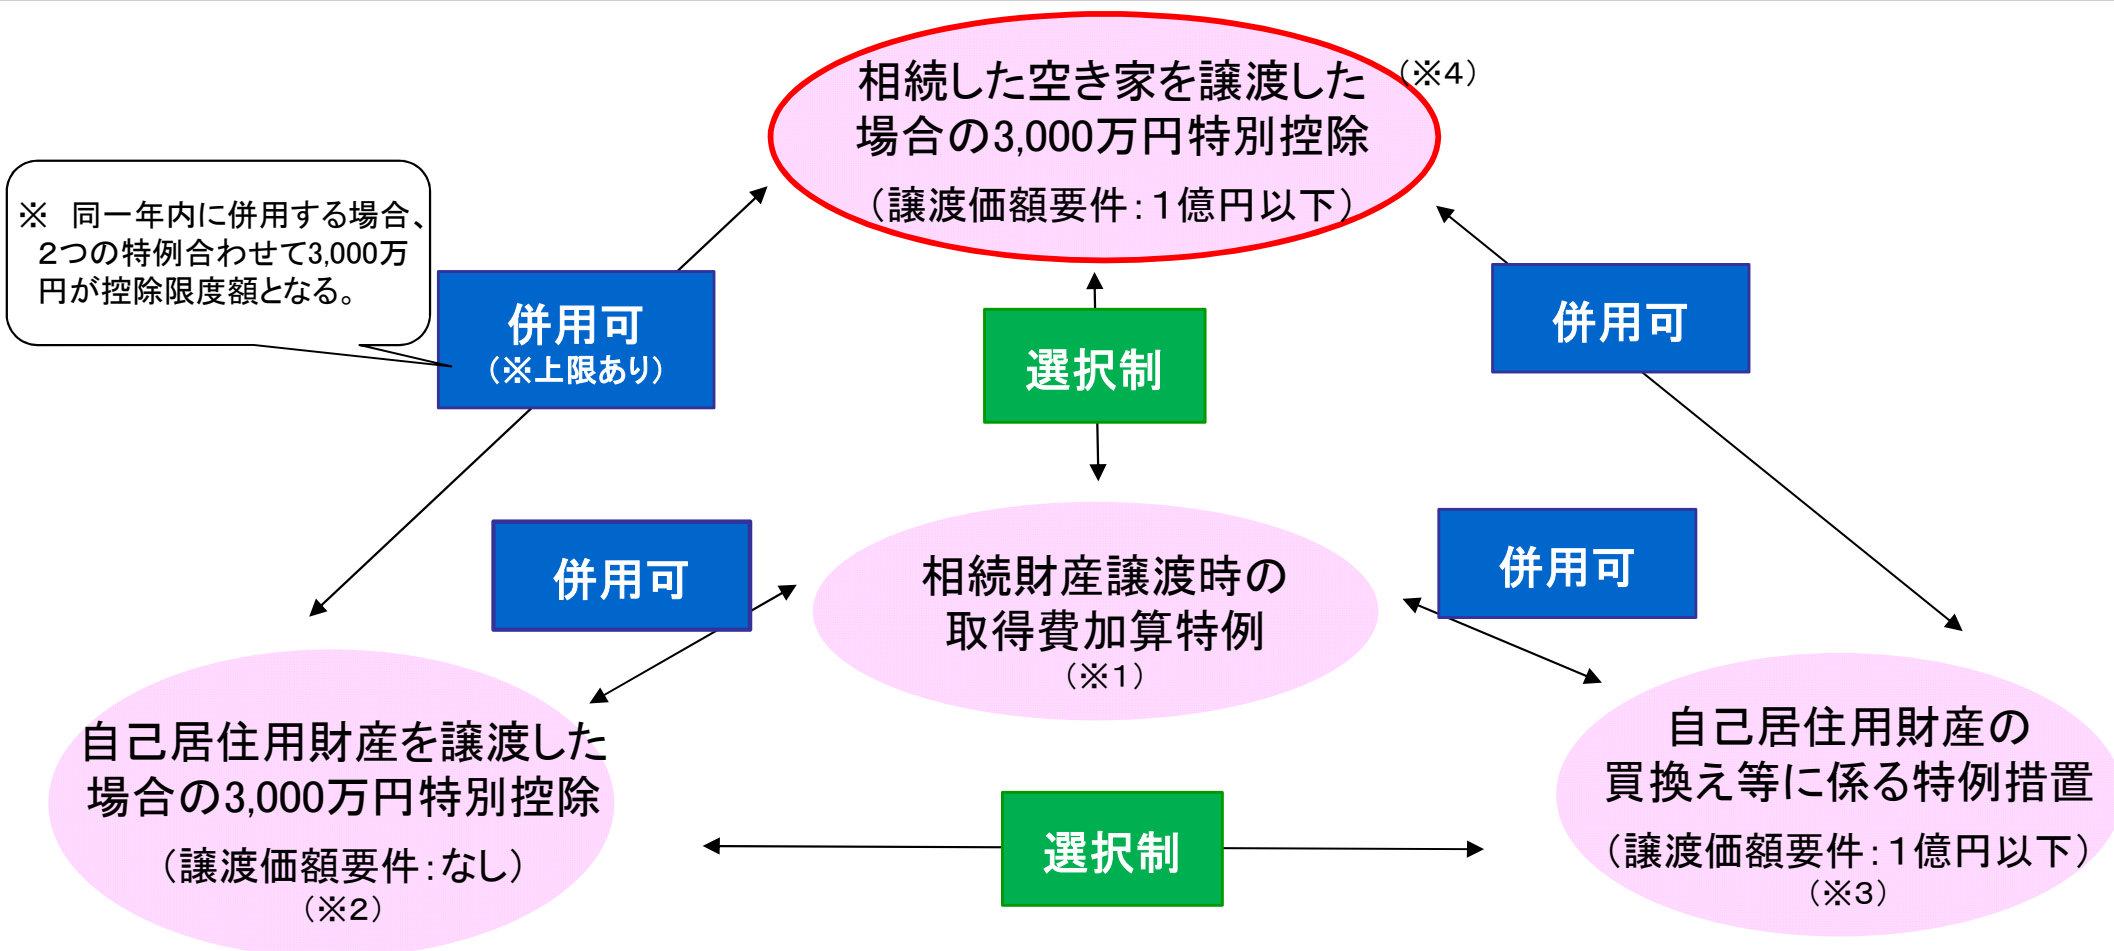 相続した空き家を譲渡した
(※4)
場合の3,000万円特別控除
(譲渡価額要件:1億円以下)
※ 同一年内に併用する場合、
2つの特例合わせて3,000万
円が控除限度額となる。
併用可
(※上限あり)
選択制
併用可
併用可
相続財産譲渡時の
取得費加算特例
(※1)
併用可
自己居住用財産を譲渡した
場合の3,000万円特別控除
(譲渡価額要件:なし)
(※2)
選択制
自己居住用財産の
買換え等に係る特例措置
(譲渡価額要件:1億円以下)
(※3)